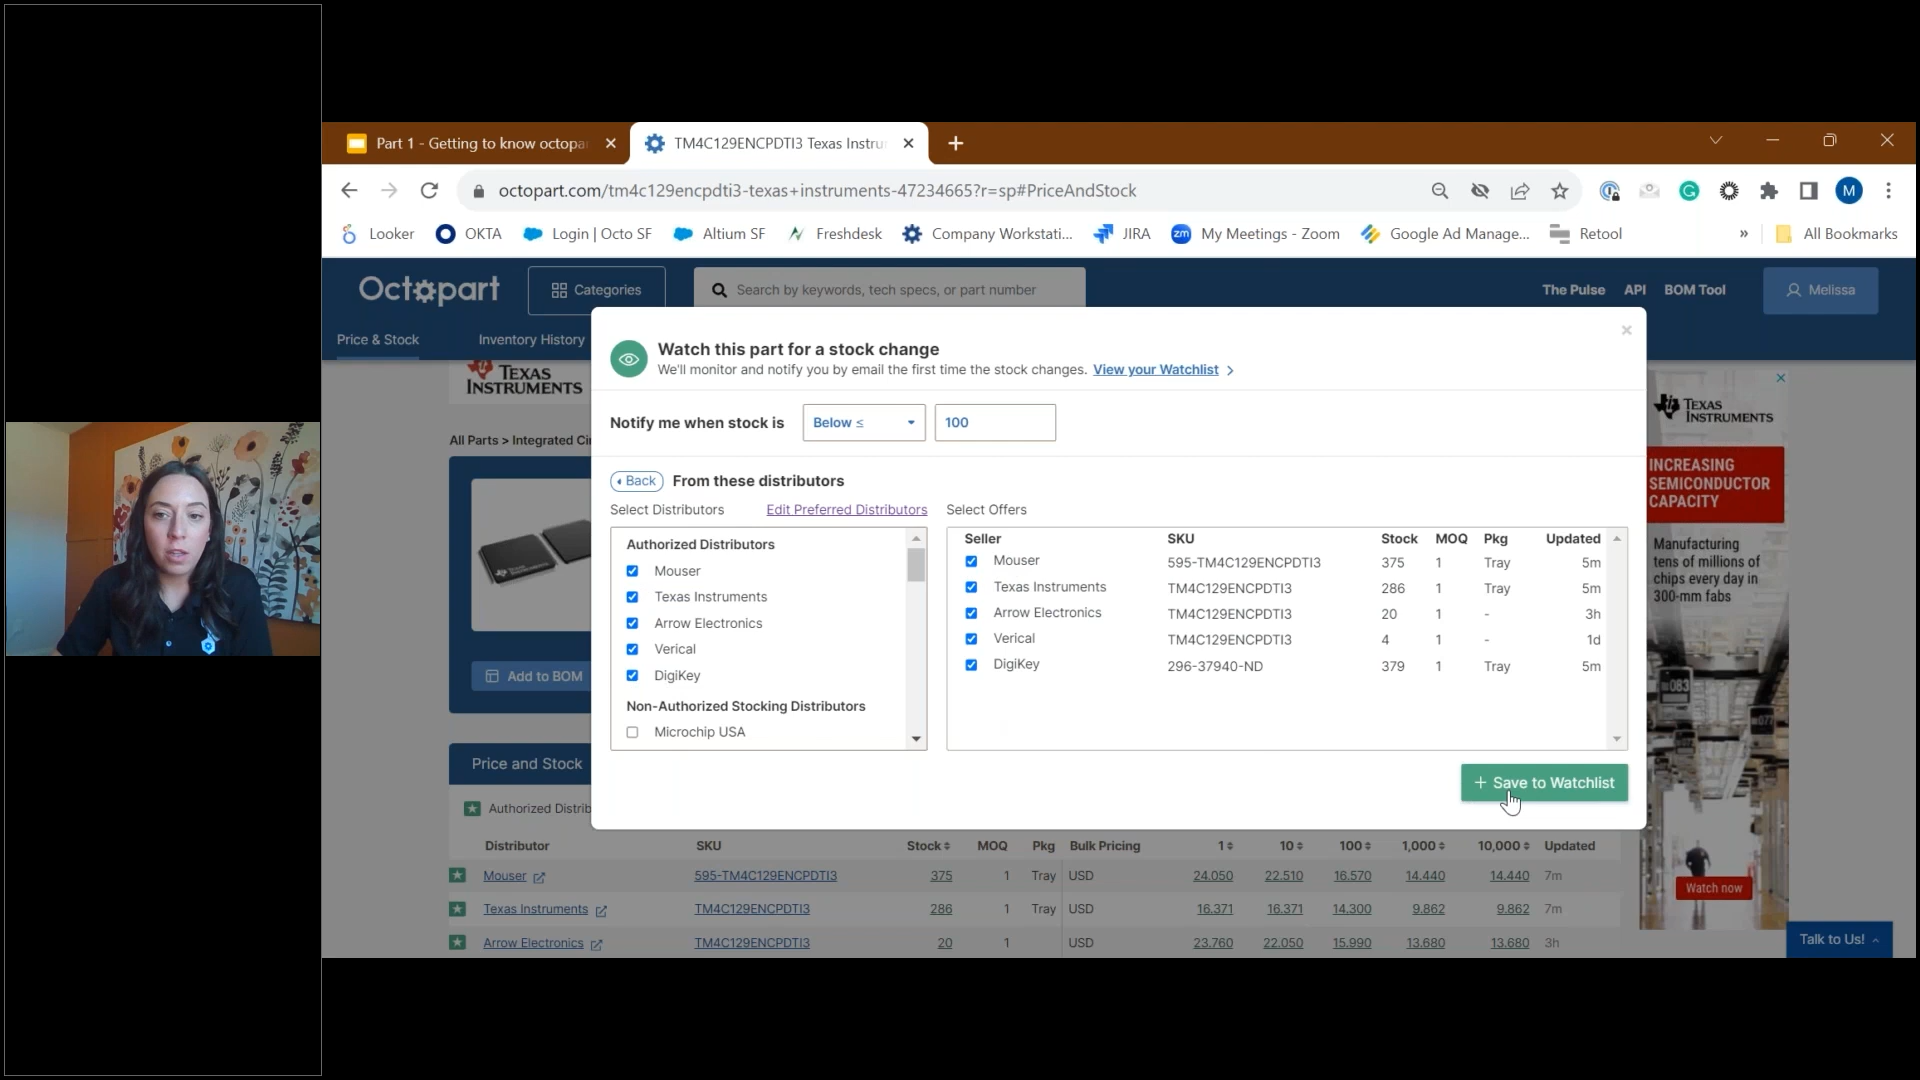 Part 1 - Getting to know octopa
TM4C129ENCPDTI3 Texas Instru
octopart.com/tm4c129encpdti3-texas+instruments-47234665?r=sp#PriceAndStock
M
Looker
OKTA
Login | Octo SF
Altium SF
Freshdesk
Company Workstati...
JIRA
zm My Meetings - Zoom
Google Ad Manage...
Retool
»
All Bookmarks
Octopart
Categories
Search by keywords, tech specs, or part number
The Pulse API BOM Tool
Melissa
Price & Stock
Inventory History
TEXAS
INSTRUMENTS
All Parts > Integrated Ci
Add to BOM
Watch this part for a stock change
We'll monitor and notify you by email the first time the stock changes. View your Watchlist >
Notify me when stock is Below ≤ 100
Back From these distributors
Select Distributors Edit Preferred Distributors
Authorized Distributors
Mouser
Texas Instruments
Arrow Electronics
Verical
DigiKey
Non-Authorized Stocking Distributors
Microchip USA
Select Offers
Seller SKU Stock MOQ Pkg Updated
Mouser 595-TM4C129ENCPDTI3 375 1 Tray 5m
Texas Instruments TM4C129ENCPDTI3 286 1 Tray 5m
Arrow Electronics TM4C129ENCPDTI3 20 1 - 3h
Verical TM4C129ENCPDTI3 4 1 - 1d
DigiKey 296-37940-ND 379 1 Tray 5m
+ Save to Watchlist
Price and Stock
Authorized Distrib
Distributor SKU Stock MOQ Pkg Bulk Pricing 1 10 100 1,000 10,000 Updated
Mouser 595-TM4C129ENCPDTI3 375 1 Tray USD 24.050 22.510 16.570 14.440 14.440 7m
Texas Instruments TM4C129ENCPDTI3 286 1 Tray USD 16.371 16.371 14.300 9.862 9.862 7m
Arrow Electronics TM4C129ENCPDTI3 20 1 USD 23.760 22.050 15.990 13.680 13.680 3h
TEXAS
INSTRUMENTS
INCREASING
SEMICONDUCTOR
CAPACITY
Manufacturing
tens of millions of
chips every day in
300-mm fabs
Watch now
Talk to Us!